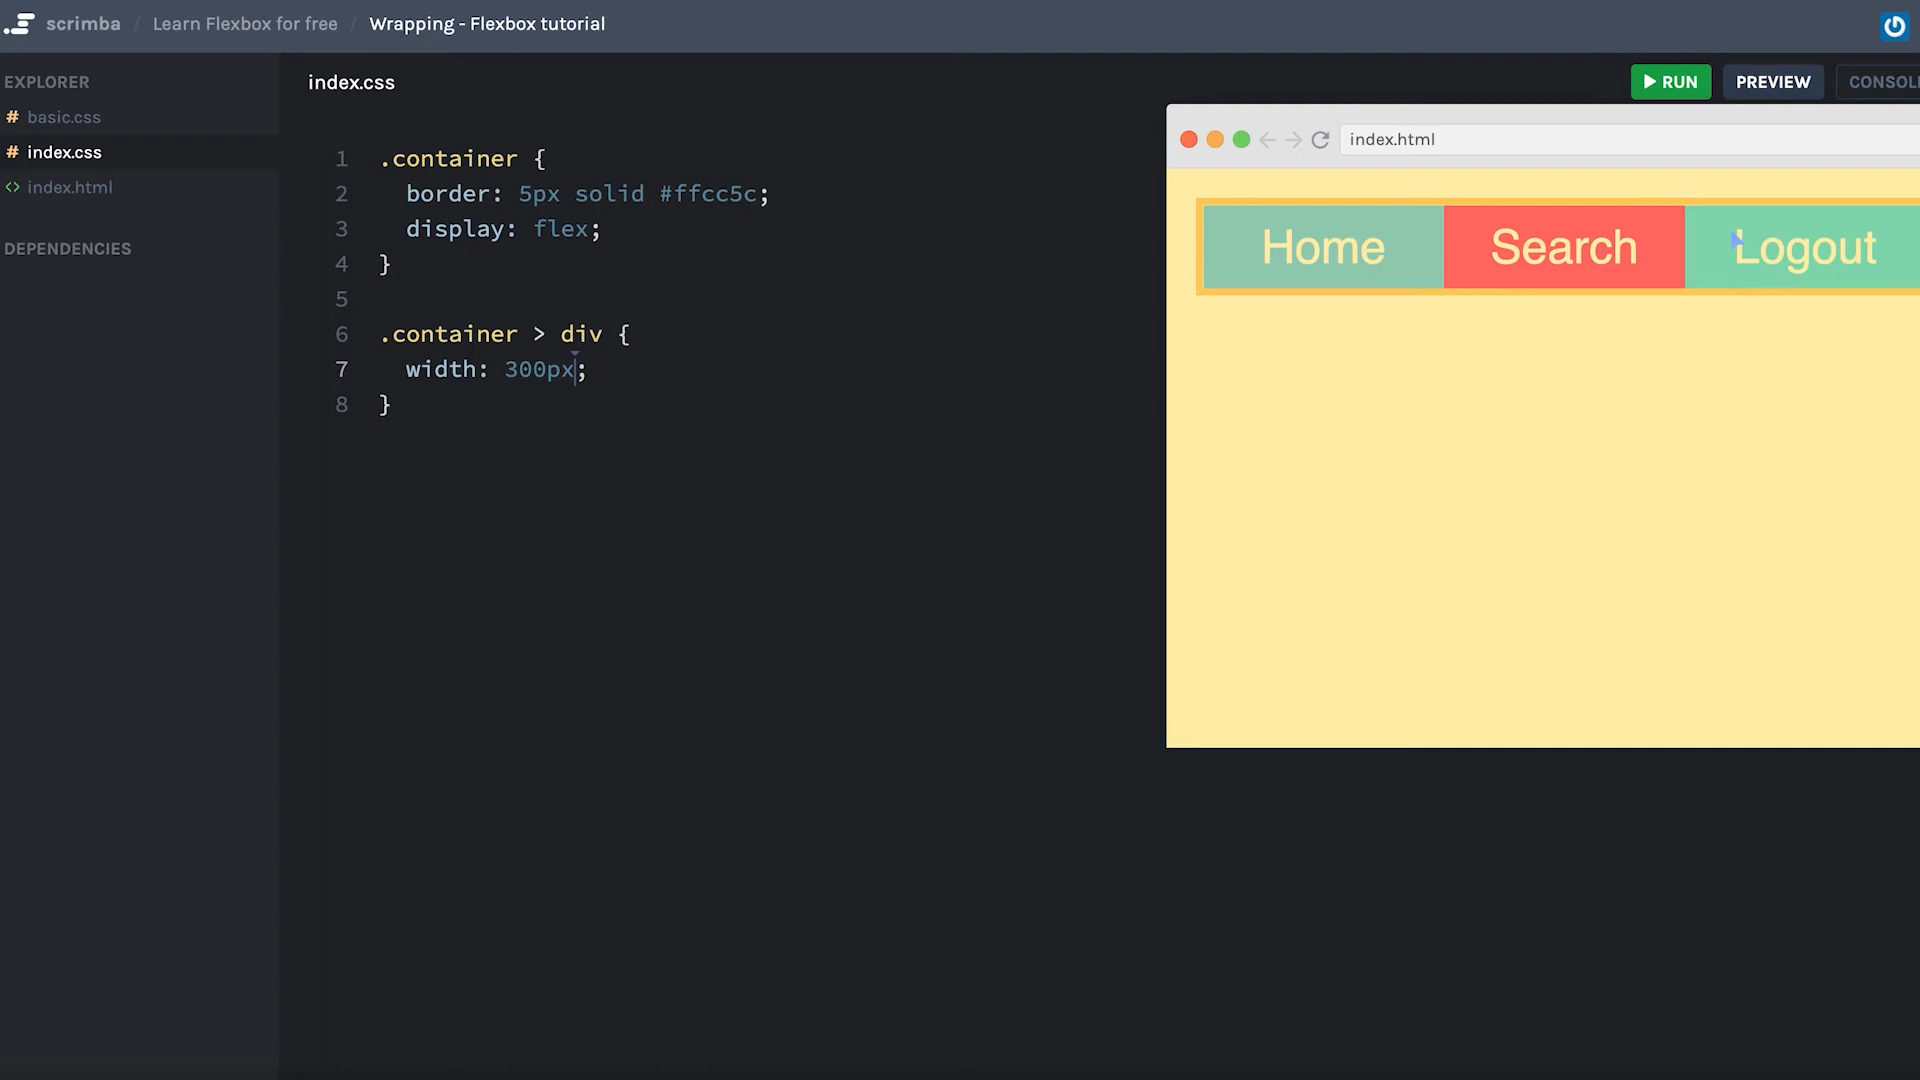 scrimba / Learn Flexbox for free / Wrapping - Flexbox tutorial
EXPLORER
# basic.css
# index.css
<> index.html
DEPENDENCIES
index.css
RUN PREVIEW
1 .container {
2 border: 5px solid #ffcc5c;
3 display: flex;
4 }
5
6 .container > div {
7 width: 300px;
8 }
index.html
Home Search Logout